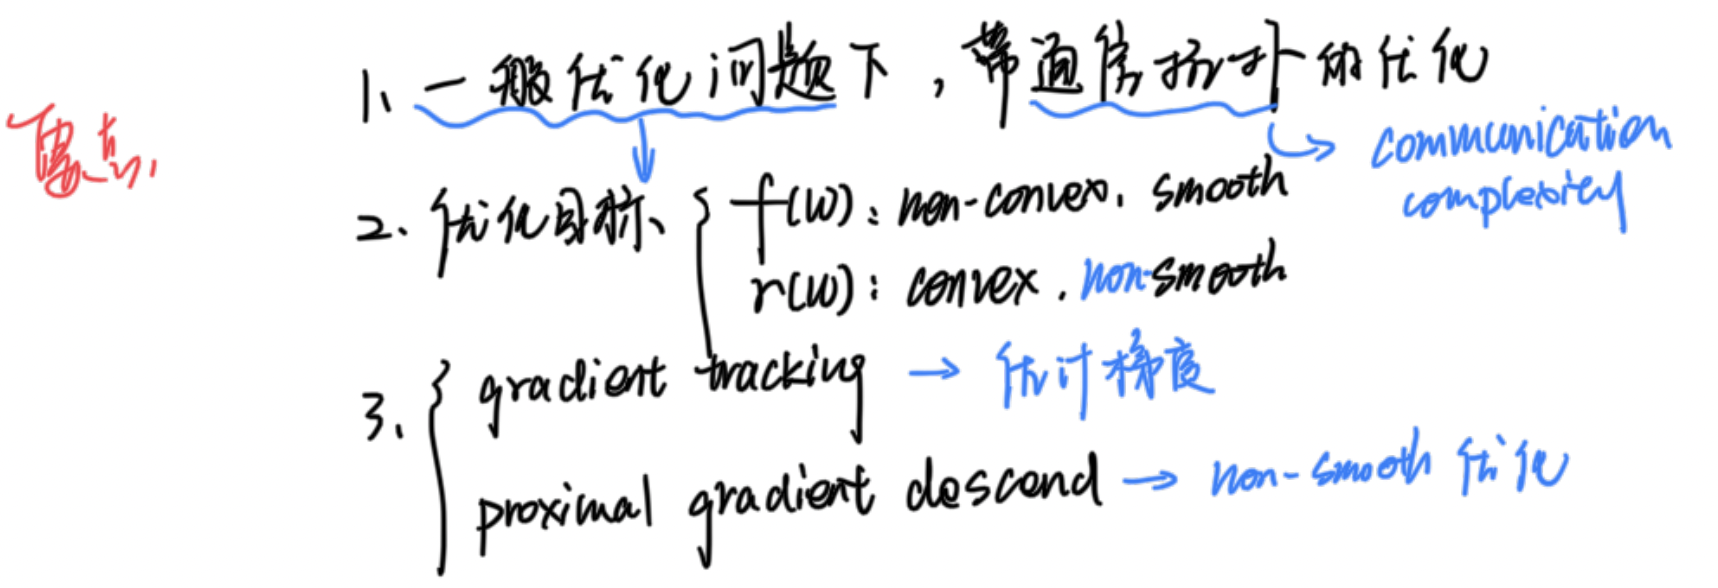 要点.
1. 一般优化问题下，带通信拓扑的优化
communication
complexity
2. 优化目标、{ f(w): non-convex. smooth
r(w): convex. non-smooth
3. { gradient tracking → 估计梯度
proximal gradient descend → non-smooth 优化